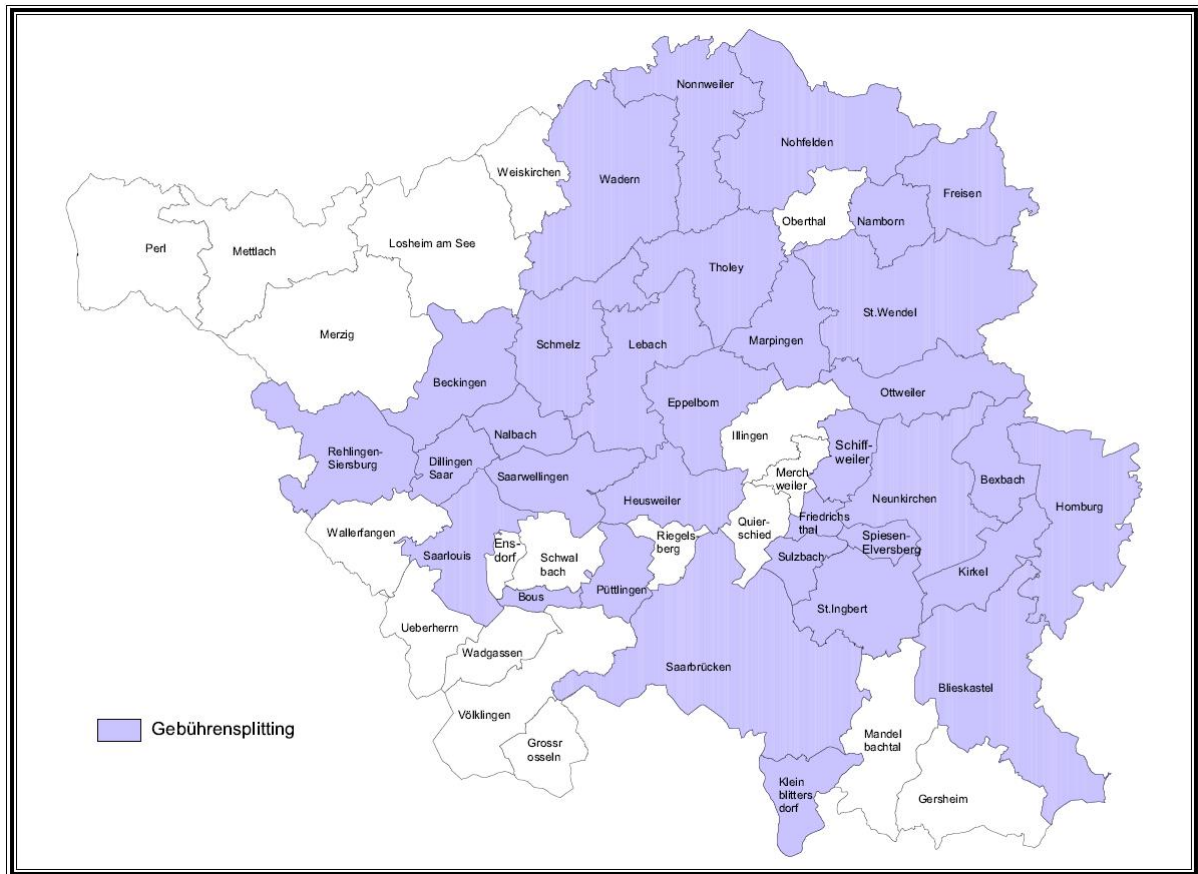 Nonnweiler
Nohfelden
Weiskirchen
Wadern
Freisen
Oberthal
Namborn
Perl
Mettlach
Losheim am See
Tholey
St.Wendel
Merzig
Schmelz
Lebach
Marpingen
Beckingen
Ottweiler
Eppelborn
Nalbach
Illingen
Schiff-
weiler
Rehlingen-
Siersburg
Dillingen
Saar
Saarwellingen
Merch
weiler
Bexbach
Heusweiler
Neunkirchen
Homburg
Wallerfangen
Quier-
schied
Friedrichs
thal
Riegels
berg
Ens-
dorf
Saarlouis
Schwal
bach
Sulzbach
Spiesen-
Elversberg
Kirkel
Bous
Püttlingen
St.Ingbert
Ueberherrn
Wadgassen
Saarbrücken
Blieskastel
Völklingen
Gebührensplitting
Grossr
osseln
Mandel
bachtal
Klein
blitters
dorf
Gersheim